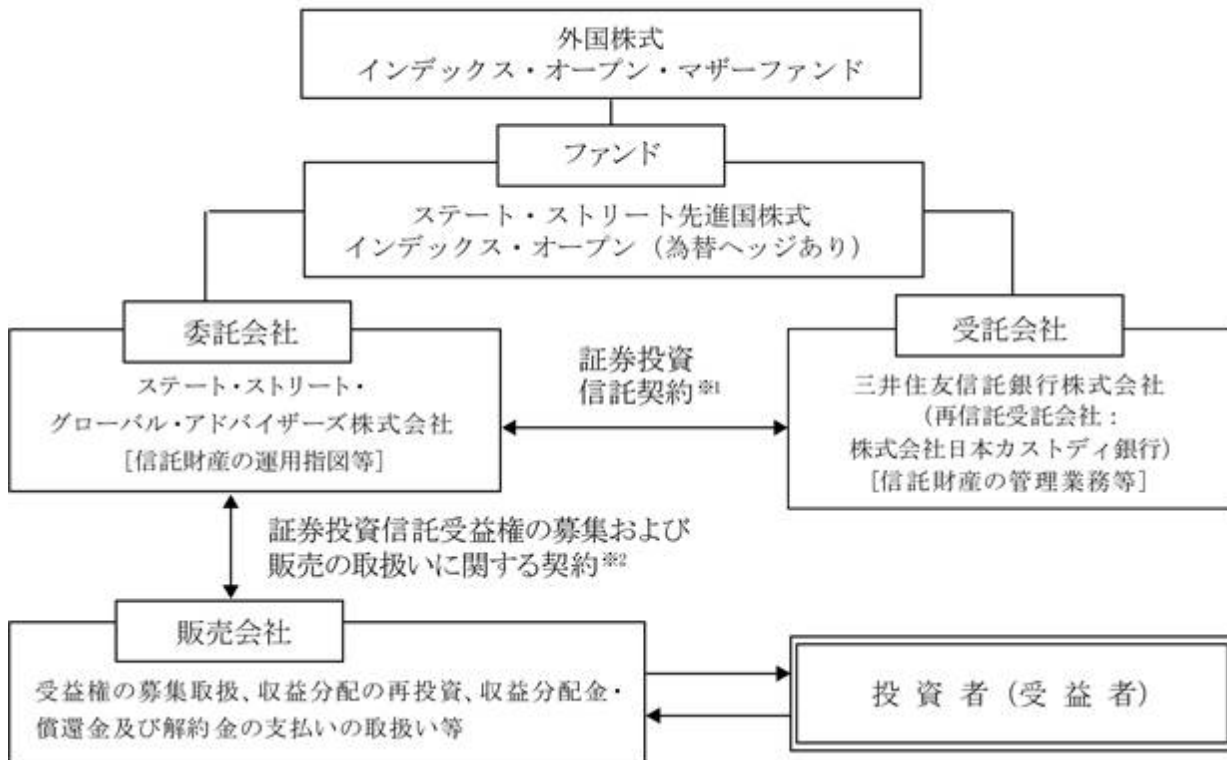 外国株式
インデックス・オープン・マザーファンド
ファンド
ステート・ストリート先進国株式
インデックス・オープン（為替ヘッジあり）
委託会社
ステート・ストリート・
グローバル・アドバイザーズ株式会社
[信託財産の運用指図等]
証券投資
信託契約※1
受託会社
三井住友信託銀行株式会社
(再信託受託会社：
株式会社日本カストディ銀行)
[信託財産の管理業務等]
証券投資信託受益権の募集および
販売の取扱いに関する契約※2
販売会社
受益権の募集取扱、収益分配の再投資、収益分配金・
償還金及び解約金の支払いの取扱い等
投資者（受益者）